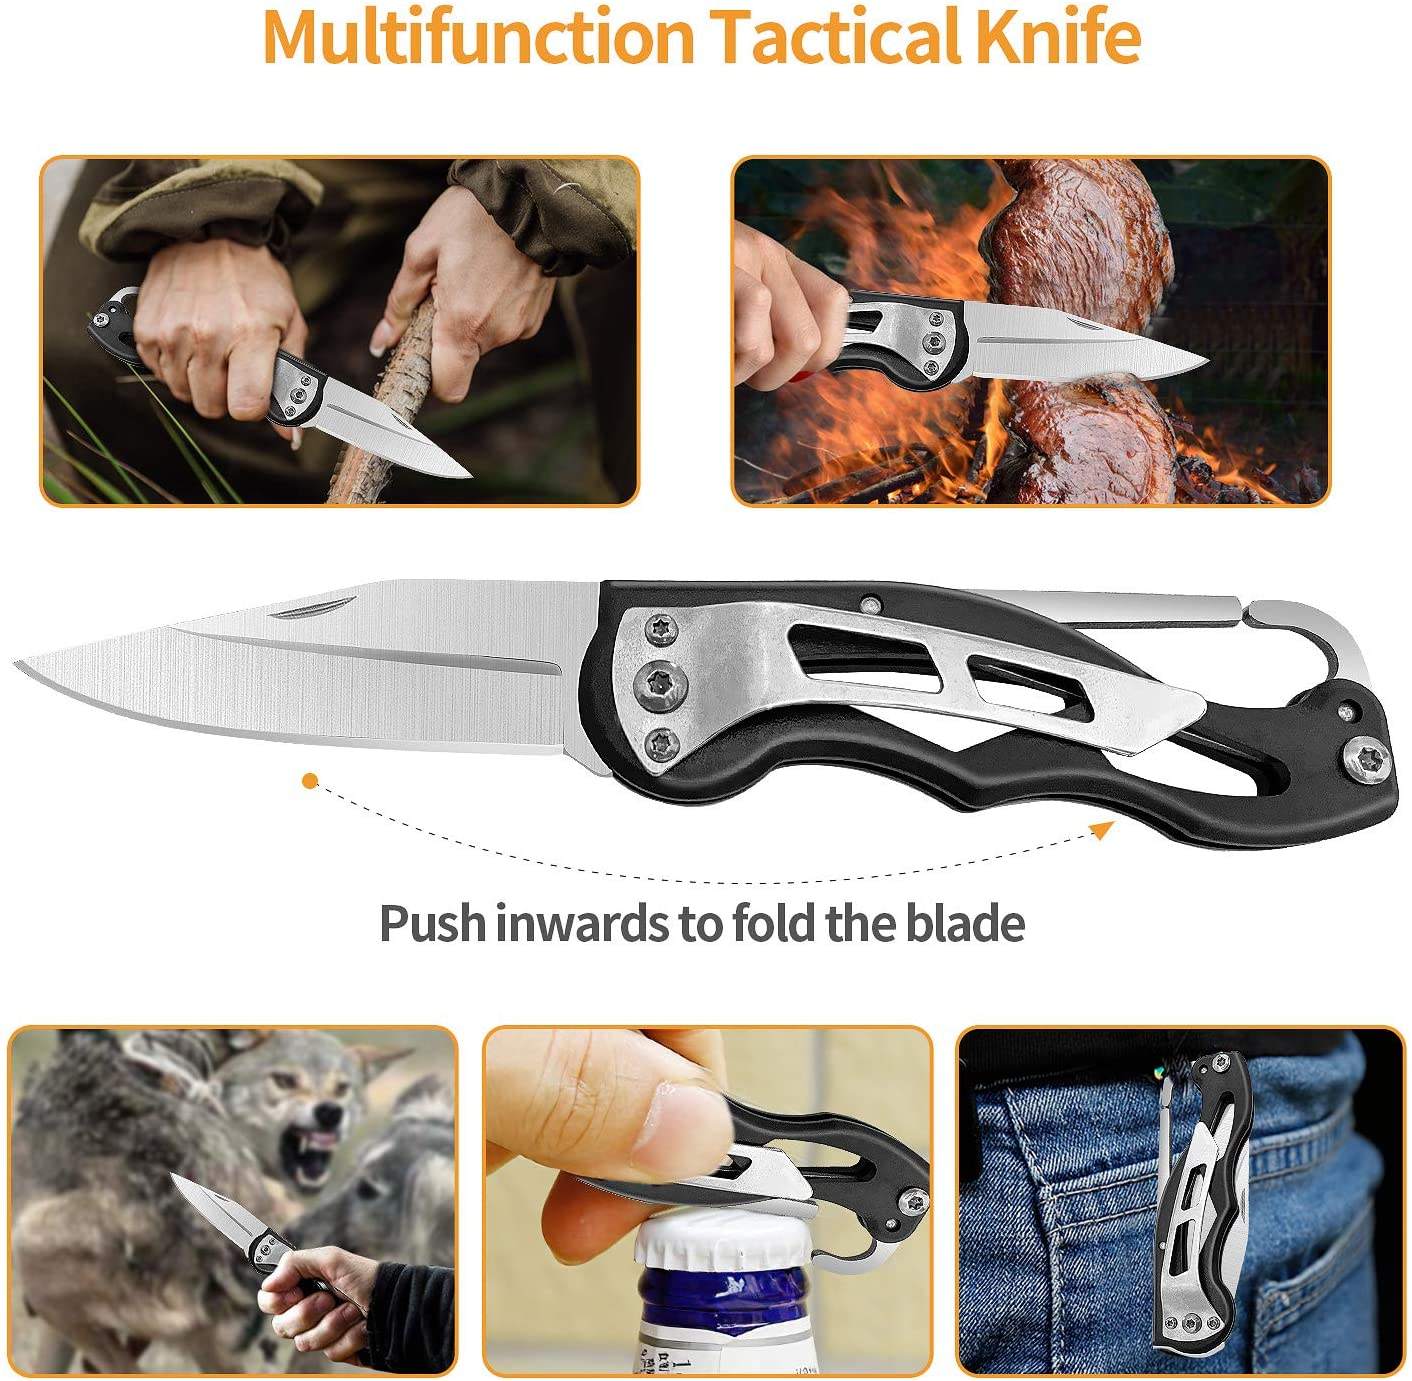 Multifunction Tactical Knife
Push inwards to fold the blade